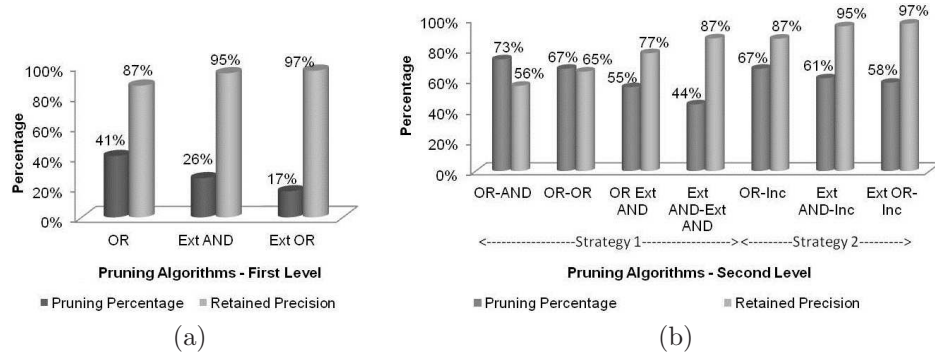 Percentage
100%
80%
60%
40%
20%
0%
41%
87%
26%
95%
17%
97%
OR
Ext AND
Ext OR
Pruning Algorithms - First Level
Pruning Percentage
Retained Precision
(a)
Percentage
100%
80%
60%
40%
20%
0%
73%
56%
67%
65%
55%
77%
44%
87%
67%
87%
61%
95%
58%
97%
OR-AND
OR-OR
OR Ext
AND
Ext
AND-Ext
AND
OR-Inc
Ext
AND-Inc
Ext OR-
Inc
Strategy 1
Strategy 2
Pruning Algorithms - Second Level
Pruning Percentage
Retained Precision
(b)